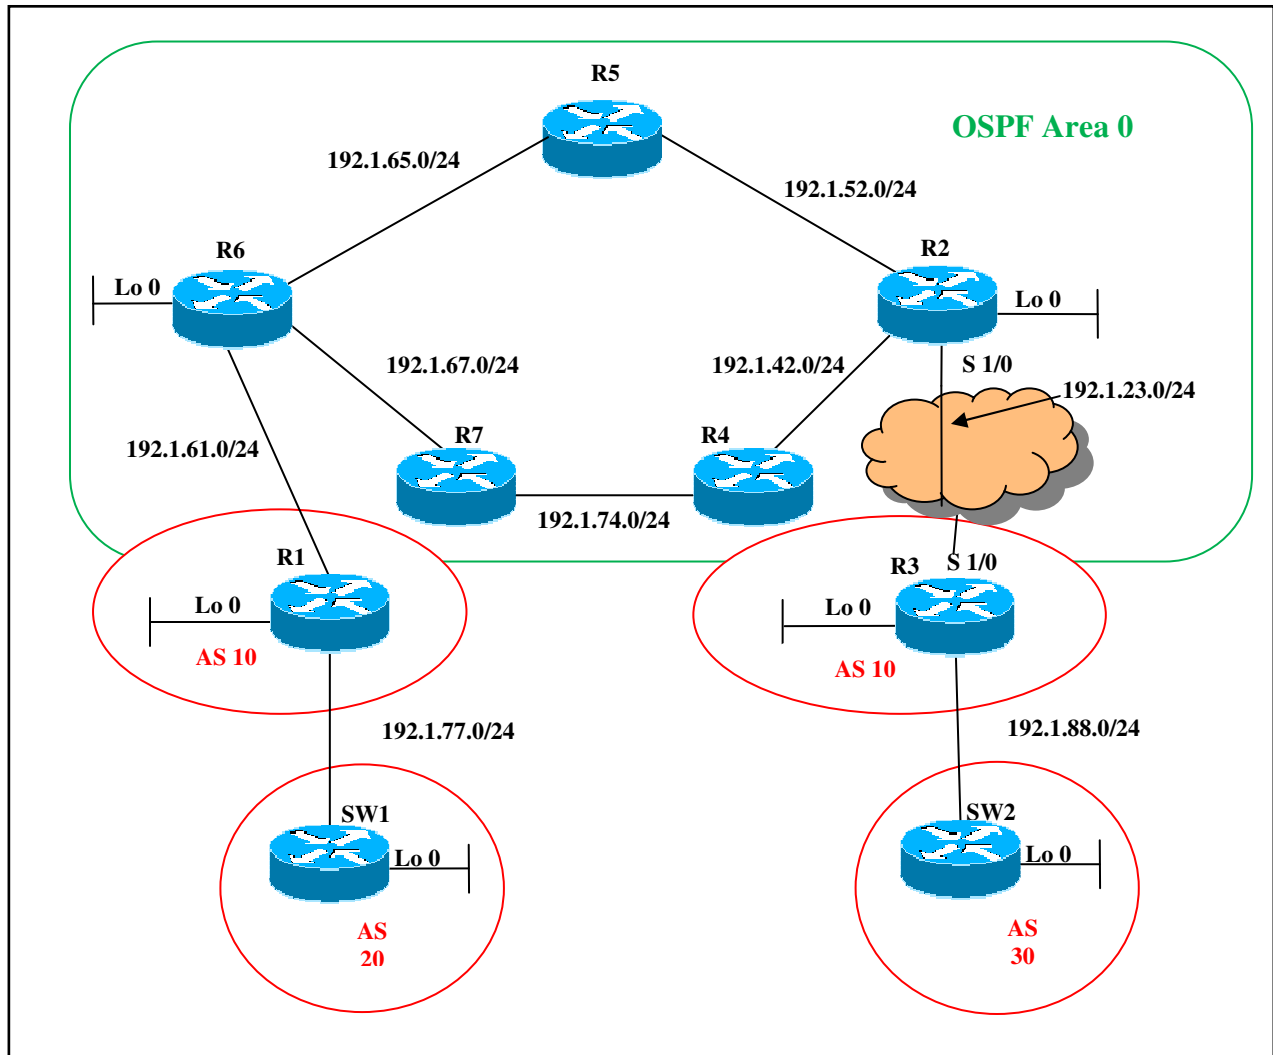 R5
OSPF Area 0
192.1.65.0/24
192.1.52.0/24
R6
R2
Lo 0
Lo 0
192.1.67.0/24
192.1.42.0/24
S 1/0
192.1.23.0/24
192.1.61.0/24
R7
R4
192.1.74.0/24
R1
R3
S 1/0
Lo 0
Lo 0
AS 10
AS 10
192.1.77.0/24
192.1.88.0/24
SW1
SW2
Lo 0
Lo 0
AS
20
AS
30